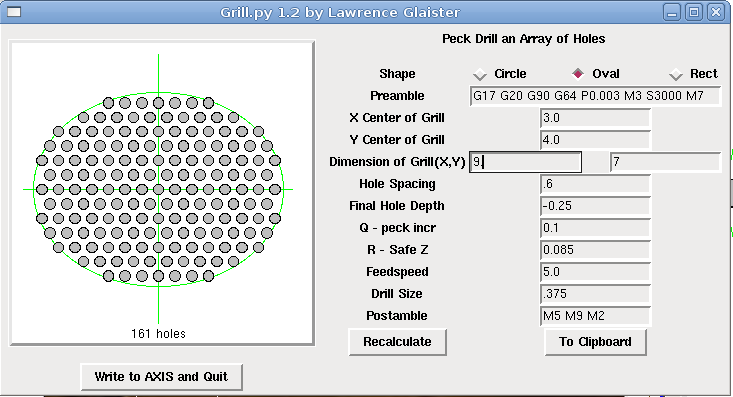 Grill.py 1.2 by Lawrence Glaister
Peck Drill an Array of Holes
Shape Circle Oval Rect
Preamble G17 G20 G90 G64 P0.003 M3 S3000 M7
X Center of Grill 3.0
Y Center of Grill 4.0
Dimension of Grill(X,Y) 9. 7
Hole Spacing .6
Final Hole Depth -0.25
Q - peck incr 0.1
R - Safe Z 0.085
Feedspeed 5.0
Drill Size .375
Postamble M5 M9 M2
161 holes
Recalculate To Clipboard
Write to AXIS and Quit